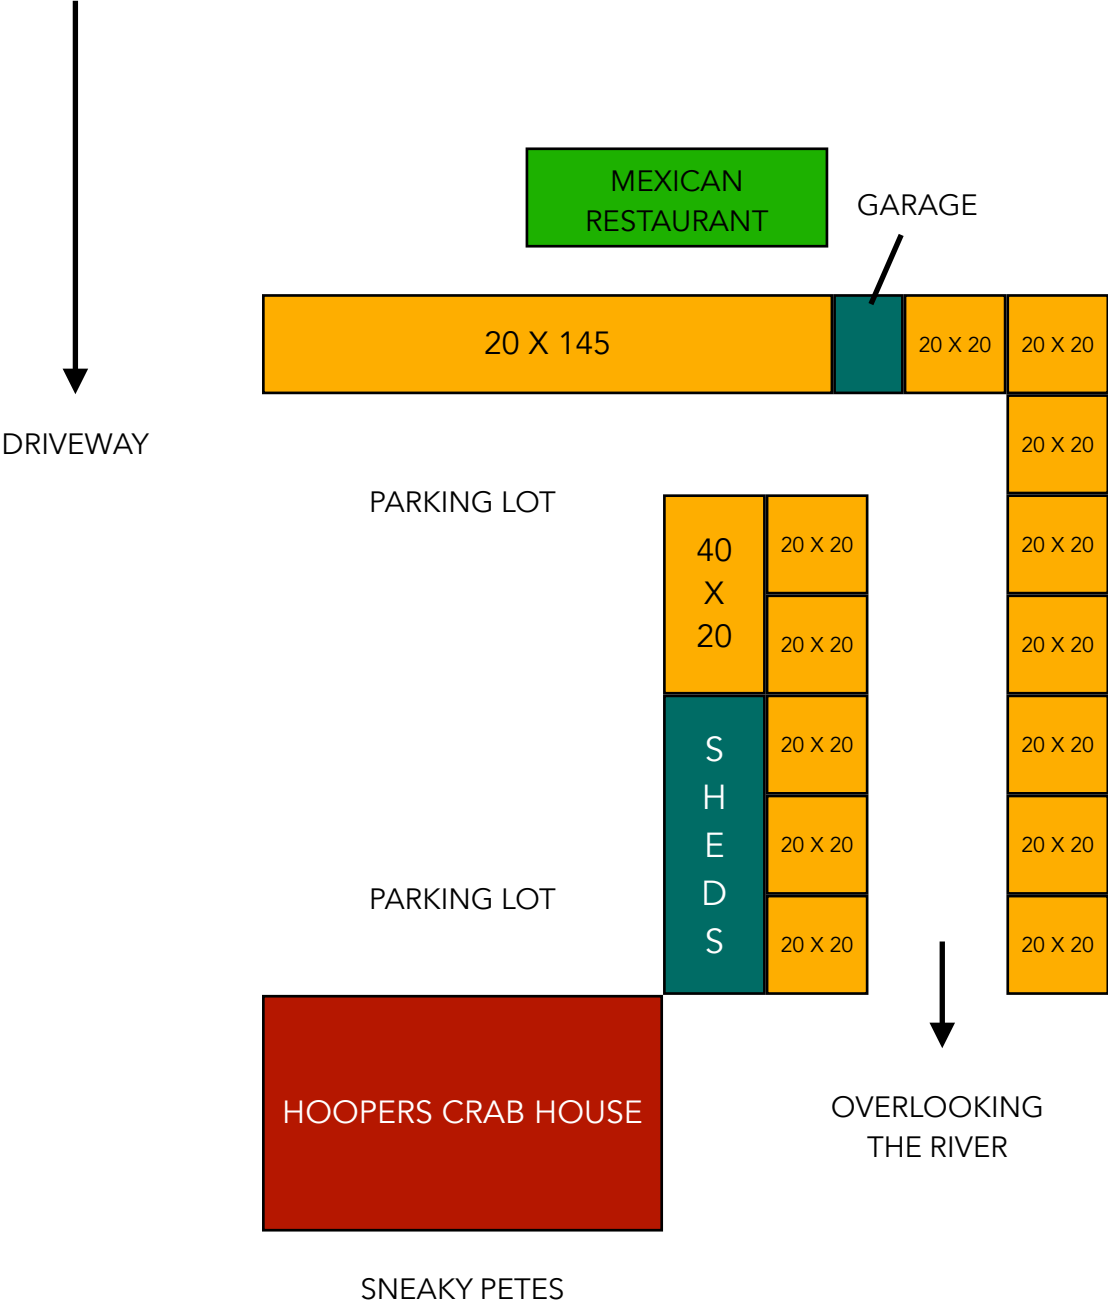 MEXICAN
RESTAURANT
GARAGE
20 X 145
20 X 20
20 X 20
DRIVEWAY
20 X 20
PARKING LOT
40
X
20
20 X 20
20 X 20
20 X 20
20 X 20
S
H
E
D
S
20 X 20
20 X 20
20 X 20
20 X 20
PARKING LOT
20 X 20
20 X 20
HOOPERS CRAB HOUSE
OVERLOOKING
THE RIVER
SNEAKY PETES